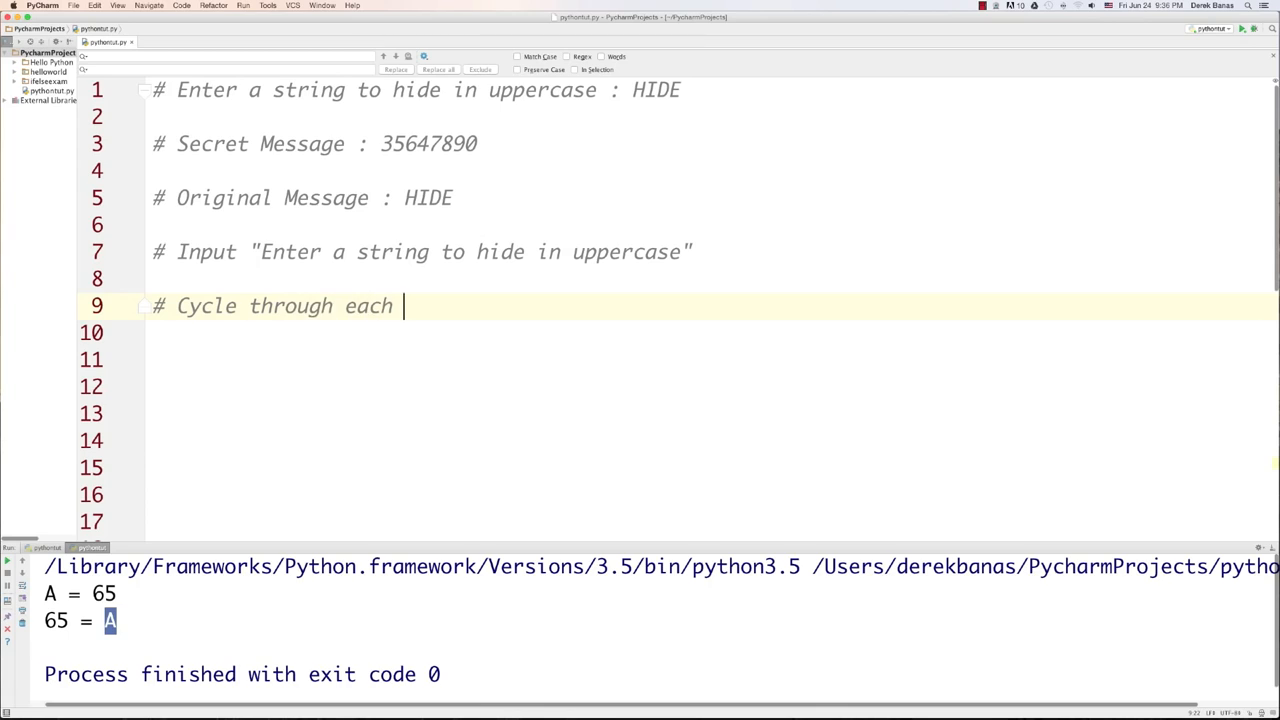 PyCharm File Edit View Navigate Code Refactor Run Tools VCS Window Help
10 Fri Jun 24 9:36 PM Derek Banas
pythontut.py - PycharmProjects - [~/PycharmProjects]
PycharmProjects pythontut.py
pythontut
pythontut.py ×
PycharmProject
Hello Python
helloworld
ifelseexam
pythontut.py
External Librarie
Match Case Regex Words
Replace Replace all Exclude Preserve Case In Selection
1 # Enter a string to hide in uppercase : HIDE
2
3 # Secret Message : 35647890
4
5 # Original Message : HIDE
6
7 # Input "Enter a string to hide in uppercase"
8
9 # Cycle through each
10
11
12
13
14
15
16
17
Run: pythontut pythontut
/Library/Frameworks/Python.framework/Versions/3.5/bin/python3.5 /Users/derekbanas/PycharmProjects/pytho
A = 65
65 = A
Process finished with exit code 0
9:22 LF UTF-8